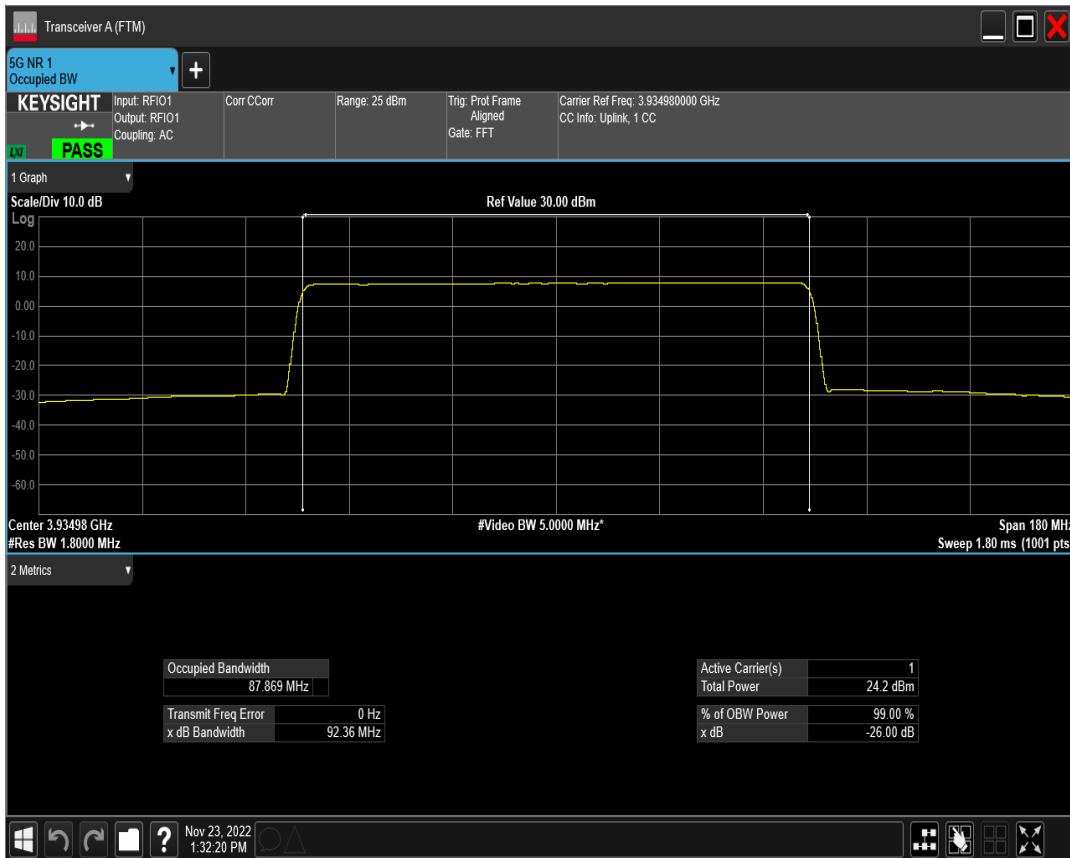 Transceiver A (FTM)
5G NR 1
Occupied BW
+
KEYSIGHT
LXI
PASS
Input: RFIO1
Output: RFIO1
Coupling: AC
Corr CCorr
Range: 25 dBm
Trig: Prot Frame
Aligned
Gate: FFT
Carrier Ref Freq: 3.934980000 GHz
CC Info: Uplink, 1 CC
1 Graph
Scale/Div 10.0 dB
Ref Value 30.00 dBm
Log
20.0
10.0
0.00
-10.0
-20.0
-30.0
-40.0
-50.0
-60.0
Center 3.93498 GHz
#Video BW 5.0000 MHz*
Span 180 MHz
#Res BW 1.8000 MHz
Sweep 1.80 ms (1001 pts
2 Metrics
Occupied Bandwidth
87.869 MHz
Transmit Freq Error 0 Hz
x dB Bandwidth 92.36 MHz
Active Carrier(s) 1
Total Power 24.2 dBm
% of OBW Power 99.00 %
x dB -26.00 dB
?
Nov 23, 2022
1:32:20 PM